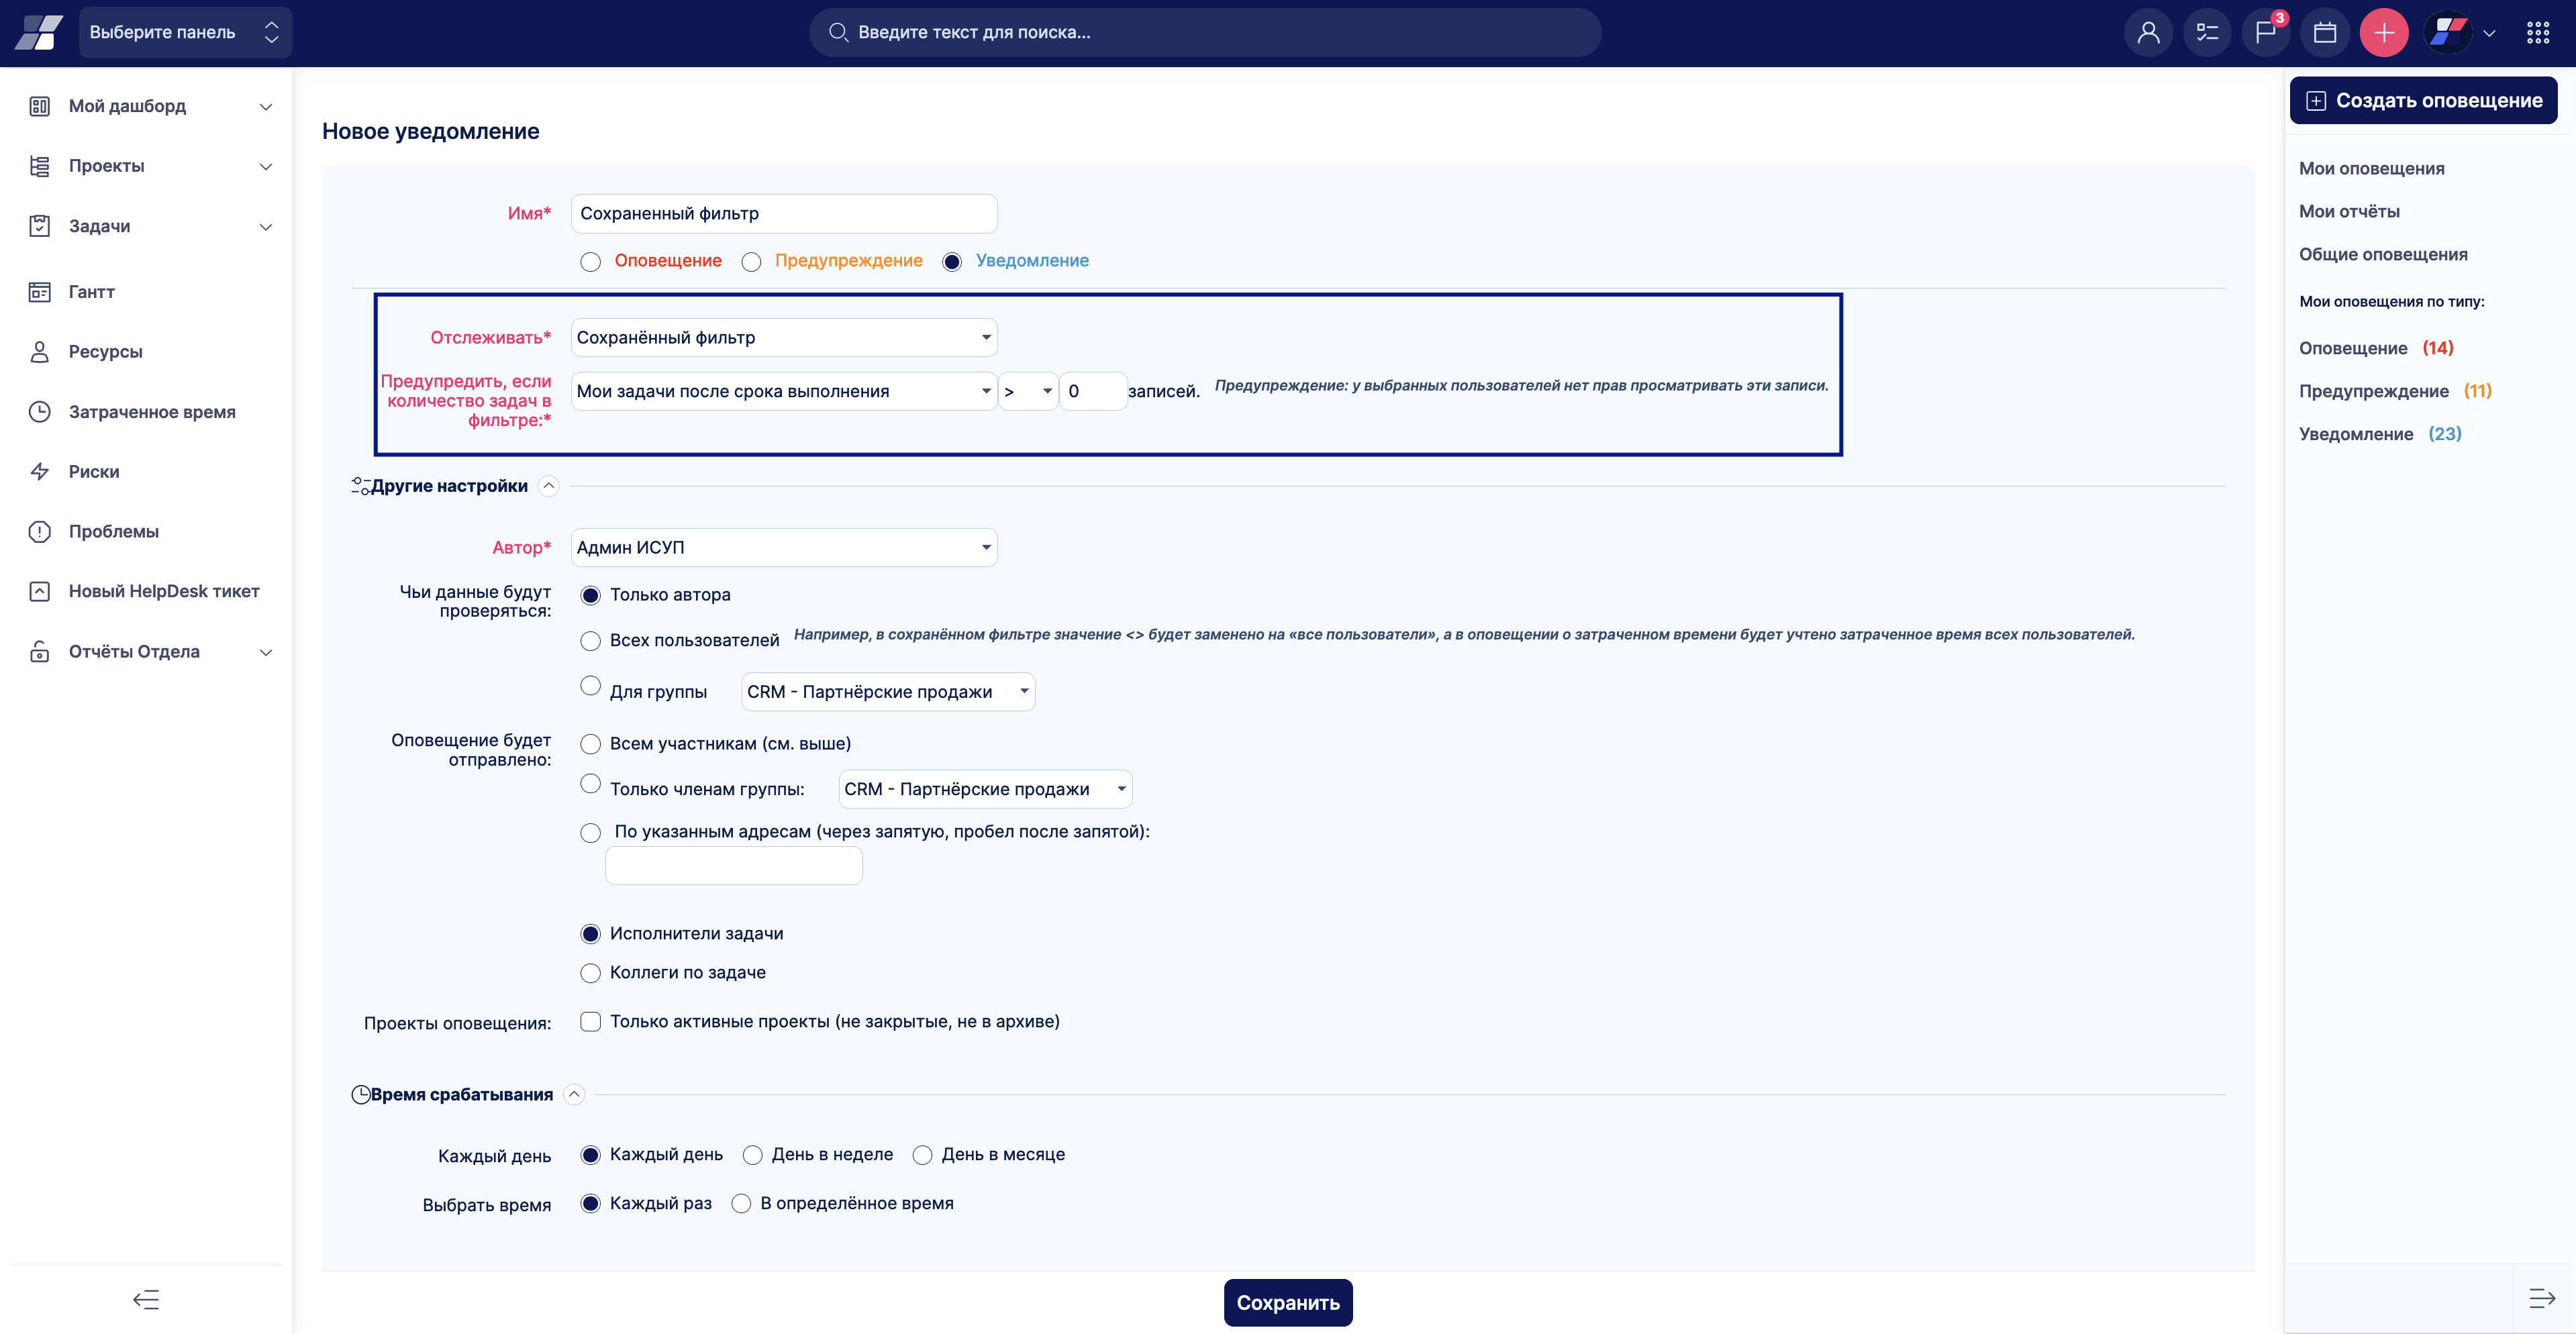 Выберите панель
Введите текст для поиска...
3
Мой дашборд
Проекты
Задачи
Гантт
Ресурсы
Затраченное время
Риски
Проблемы
Новый HelpDesk тикет
Отчёты Отдела
Новое уведомление
Имя* Сохраненный фильтр
Оповещение Предупреждение Уведомление
Отслеживать* Сохранённый фильтр
Предупредить, если
количество задач в
фильтре:*
Мои задачи после срока выполнения > 0 записей. Предупреждение: у выбранных пользователей нет прав просматривать эти записи.
Другие настройки
Автор* Админ ИСУП
Чьи данные будут
проверяться:
Только автора
Всех пользователей Например, в сохранённом фильтре значение <> будет заменено на «все пользователи», а в оповещении о затраченном времени будет учтено затраченное время всех пользователей.
Для группы CRM - Партнёрские продажи
Оповещение будет
отправлено:
Всем участникам (см. выше)
Только членам группы: CRM - Партнёрские продажи
По указанным адресам (через запятую, пробел после запятой):
Исполнители задачи
Коллеги по задаче
Проекты оповещения: Только активные проекты (не закрытые, не в архиве)
Время срабатывания
Каждый день Каждый день День в неделе День в месяце
Выбрать время Каждый раз В определённое время
Сохранить
Создать оповещение
Мои оповещения
Мои отчёты
Общие оповещения
Мои оповещения по типу:
Оповещение (14)
Предупреждение (11)
Уведомление (23)